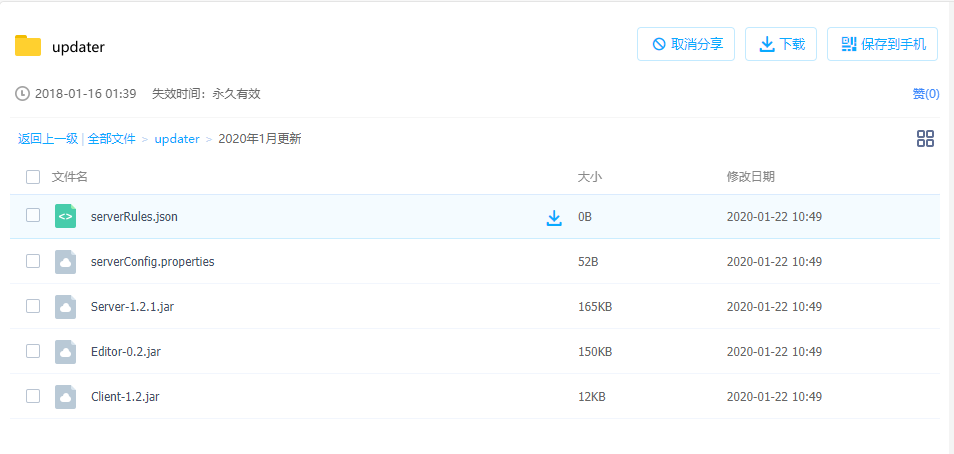 updater 取消分享 下载 保存到手机
2018-01-16 01:39 失效时间：永久有效 赞(0)
返回上一级 | 全部文件 > updater > 2020年1月更新
文件名 大小 修改日期
<> serverRules.json 0B 2020-01-22 10:49
serverConfig.properties 52B 2020-01-22 10:49
Server-1.2.1.jar 165KB 2020-01-22 10:49
Editor-0.2.jar 150KB 2020-01-22 10:49
Client-1.2.jar 12KB 2020-01-22 10:49